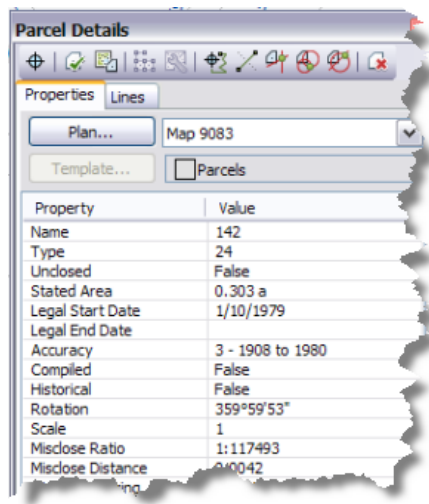 Parcel Details
Properties Lines
Plan... Map 9083
Template... Parcels
Property Value
Name 142
Type 24
Unclosed False
Stated Area 0.303 a
Legal Start Date 1/10/1979
Legal End Date
Accuracy 3 - 1908 to 1980
Compiled False
Historical False
Rotation 359°59'53"
Scale 1
Misclose Ratio 1:117493
Misclose Distance